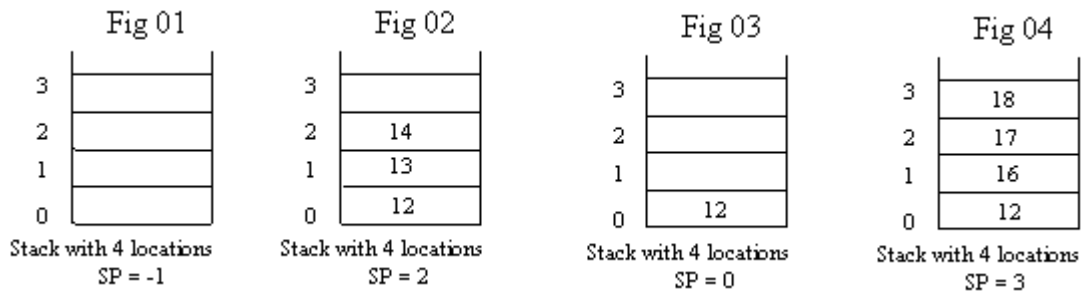 Fig 01
3
2
1
0
Stack with 4 locations
SP = -1
Fig 02
3
2
14
1
13
0
12
Stack with 4 locations
SP = 2
Fig 03
3
2
1
0
12
Stack with 4 locations
SP = 0
Fig 04
3
18
2
17
1
16
0
12
Stack with 4 locations
SP = 3